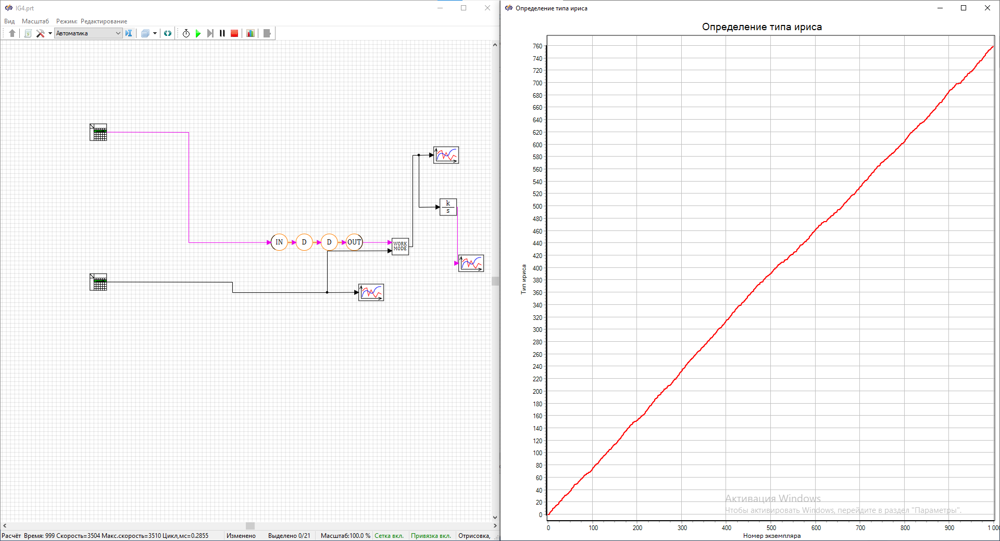 IG4.prt
Вид Масштаб Режим: Редактирование
Автоматика
IN D D OUT
WORK
MODE
k
s
Расчёт Время: 999 Скорость=3504 Макс.скорость=3510 Цикл,мс=0.2855 Изменено Выделено 0/21 Масштаб:100.0 % Сетка вкл. Привязка вкл. Отрисовка,
Определение типа ириса
Определение типа ириса
760
740
720
700
680
660
640
620
600
580
560
540
520
500
480
460
440
420
400
380
360
340
320
300
280
260
240
220
200
180
160
140
120
100
80
60
40
20
0
Тип ириса
0 100 200 300 400 500 600 700 800 900 1 000
Номер экземпляра
Активация Windows
Чтобы активировать Windows, перейдите в раздел "Параметры".